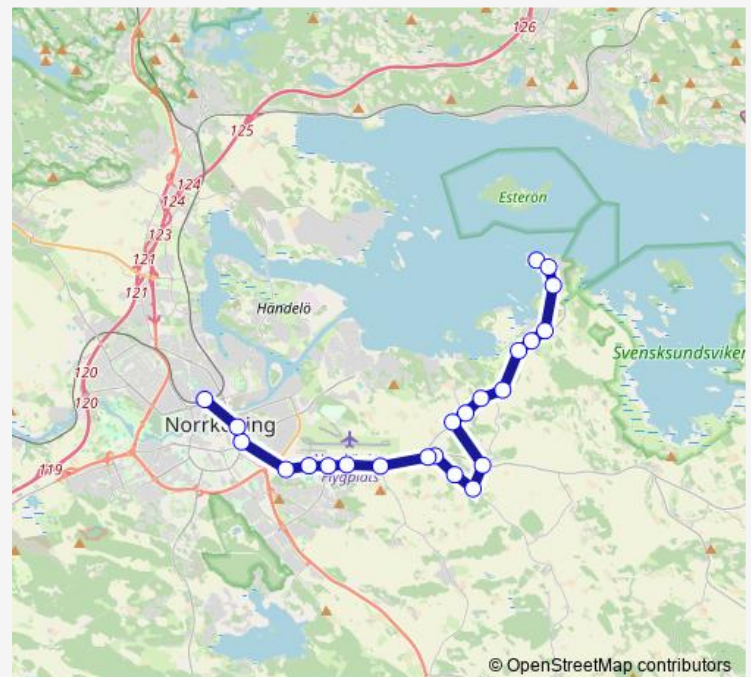 126
125
124
124
Esterön
123
121
121
Händelö
Svensksundsviken
120
120
Norrköping
119
Flygplats
© OpenStreetMap contributors